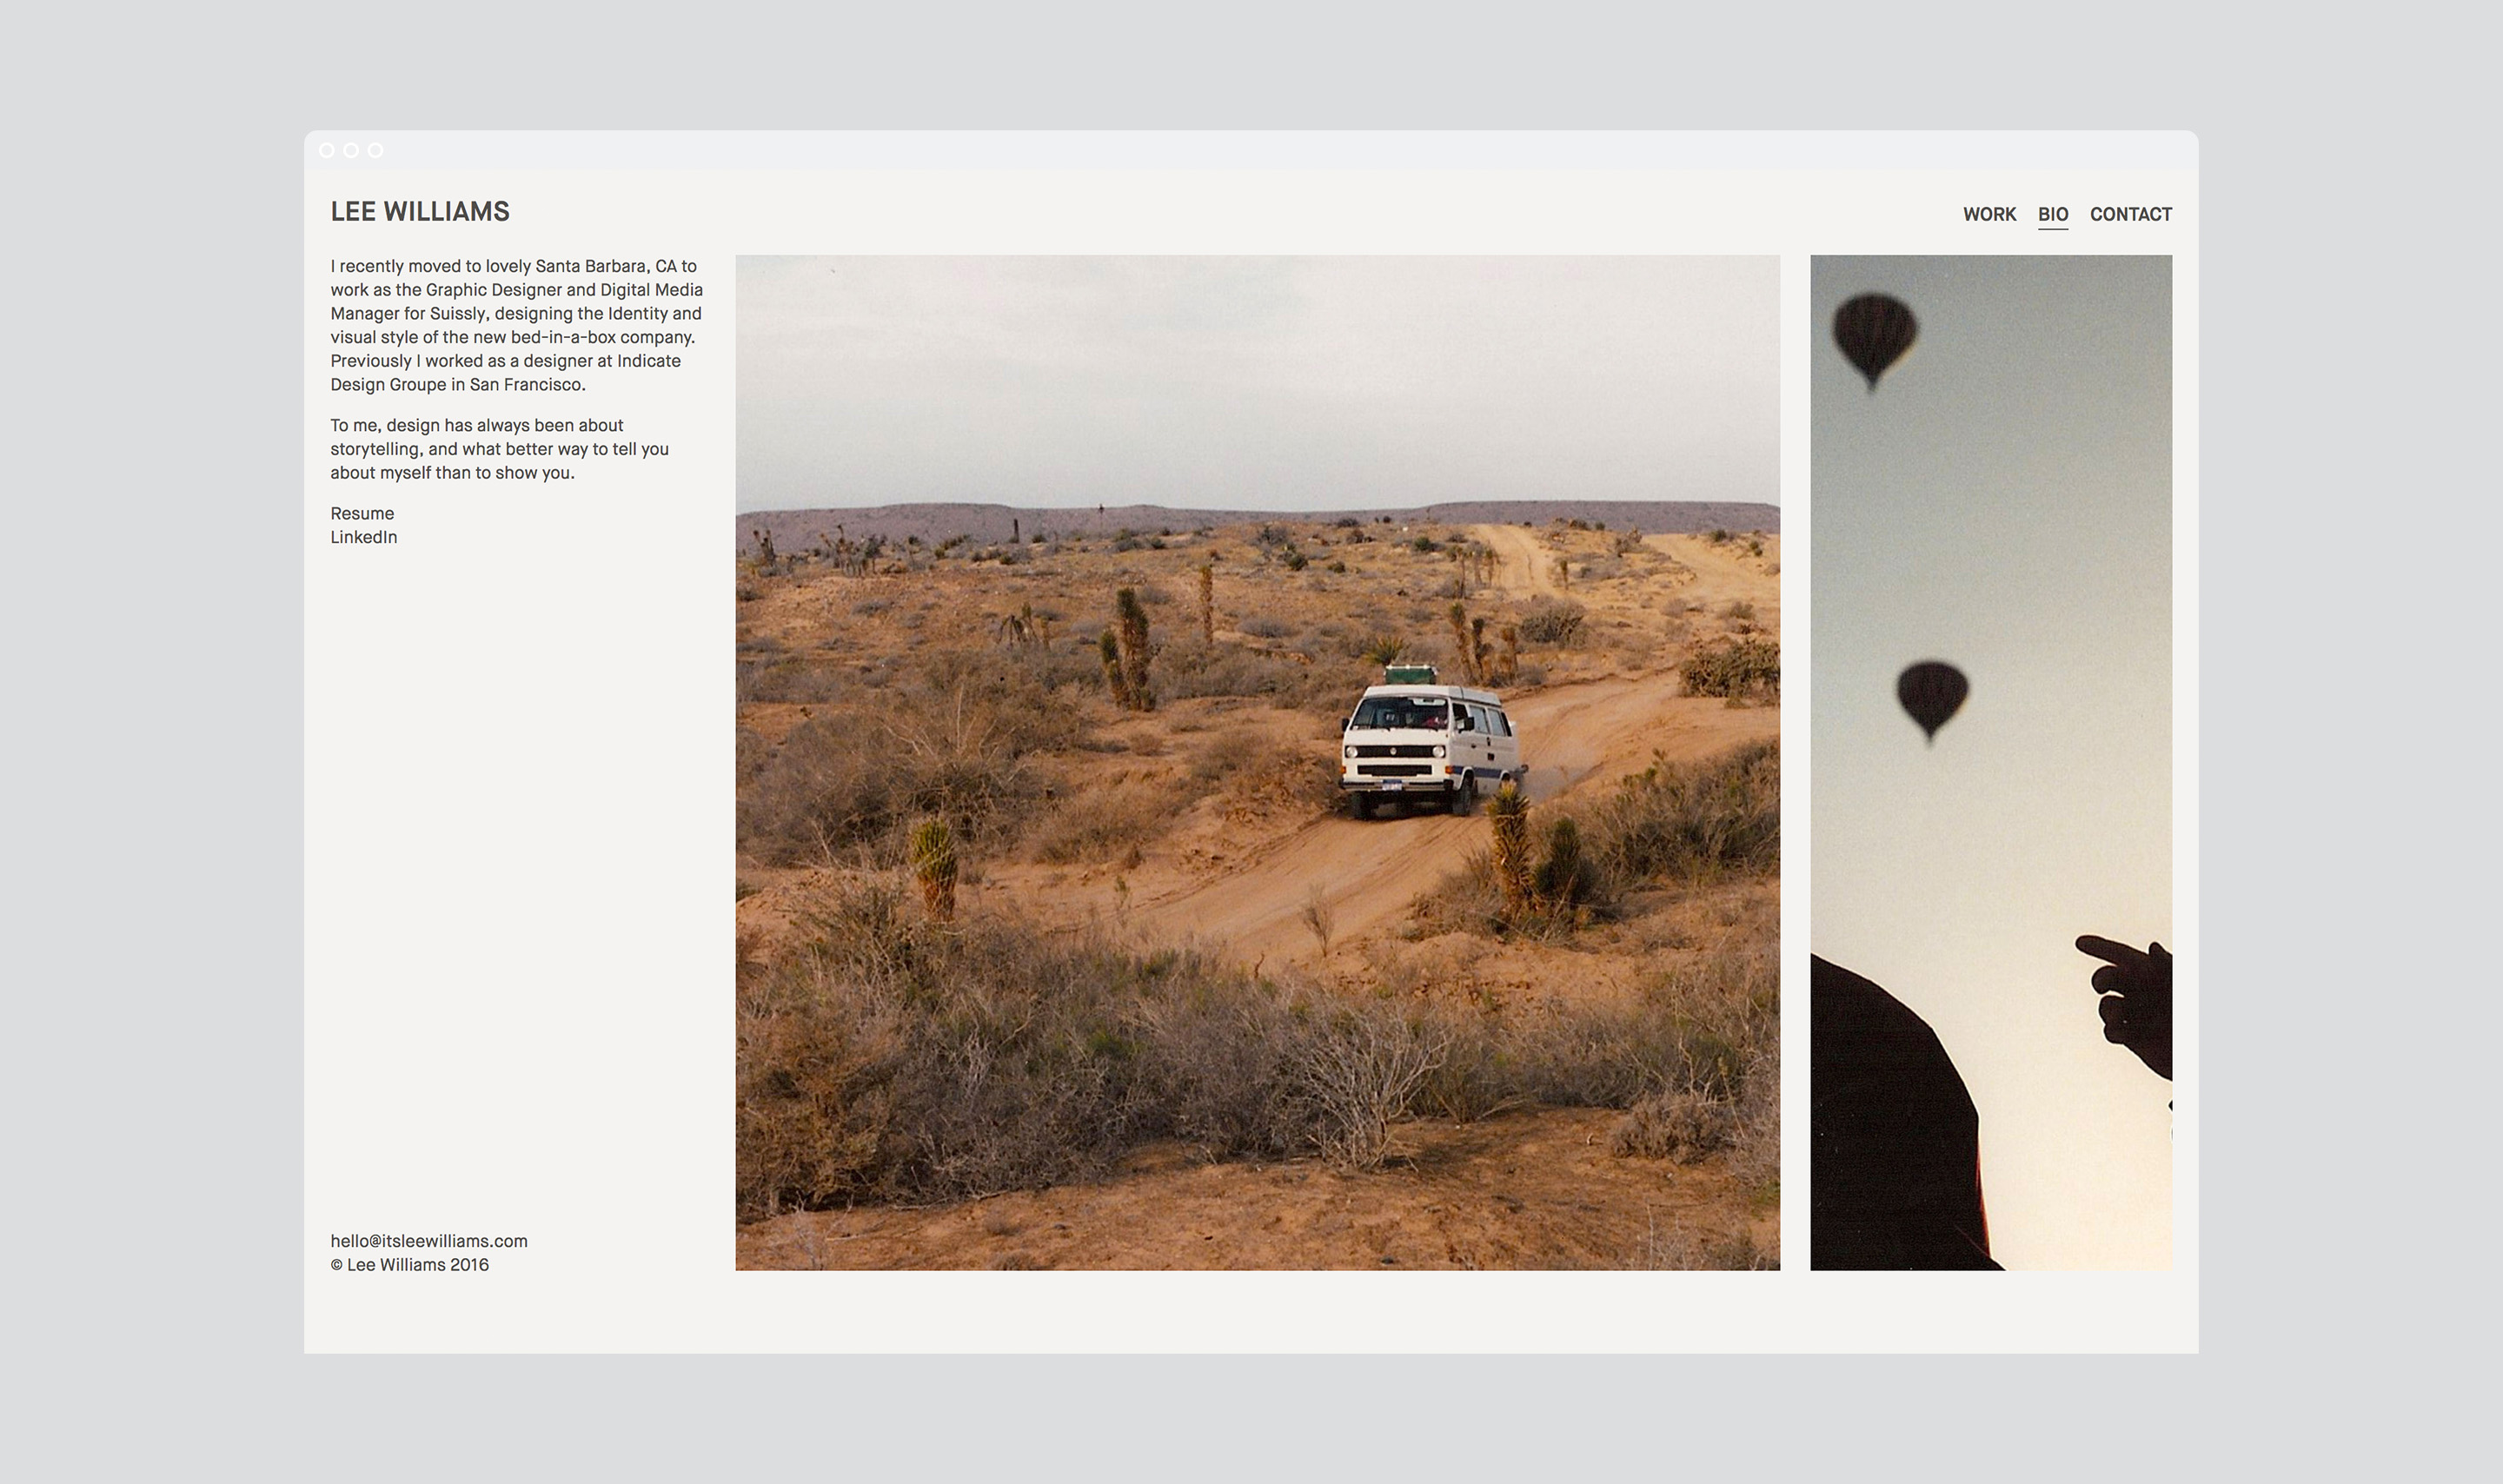 LEE WILLIAMS
WORK BIO CONTACT
I recently moved to lovely Santa Barbara, CA to
work as the Graphic Designer and Digital Media
Manager for Suissly, designing the Identity and
visual style of the new bed-in-a-box company.
Previously I worked as a designer at Indicate
Design Groupe in San Francisco.
To me, design has always been about
storytelling, and what better way to tell you
about myself than to show you.
Resume
LinkedIn
hello@itsleewilliams.com
© Lee Williams 2016